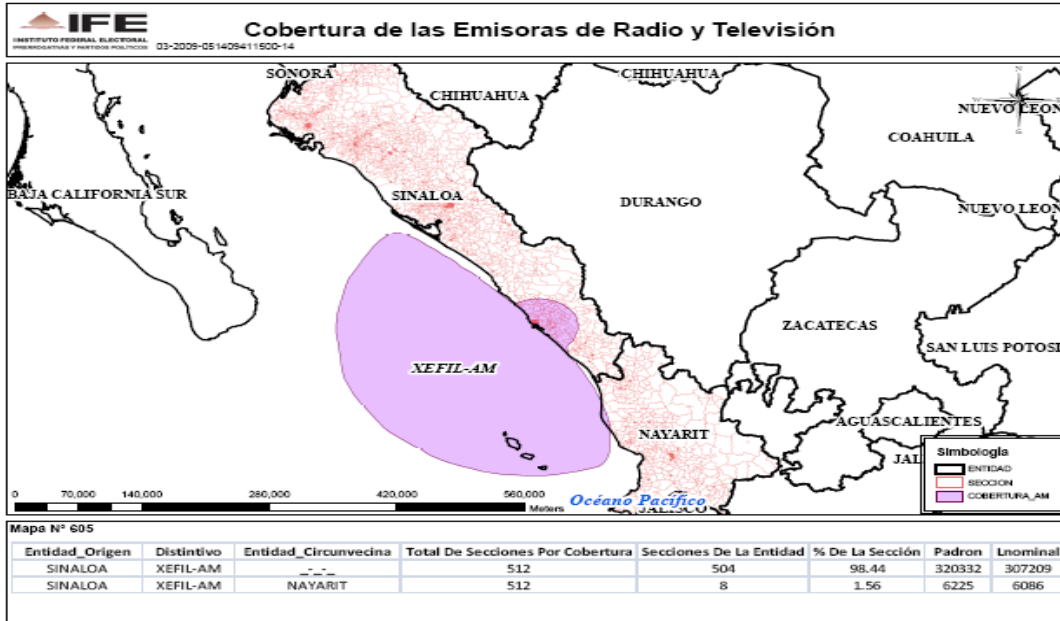 IFE
INSTITUTO FEDERAL ELECTORAL
PRERROGATIVAS Y PARTIDOS POLÍTICOS
03-2009-051409411500-14
Cobertura de las Emisoras de Radio y Televisión
SONORA
CHIHUAHUA
CHIHUAHUA
NUEVO LEON
COAHUILA
BAJA CALIFORNIA SUR
SINALOA
DURANGO
NUEVO LEON
ZACATECAS
SAN LUIS POTOSI
XEFIL-AM
AGUASCALIENTES
NAYARIT
JAL
Simbología
ENTIDAD
SECCION
COBERTURA_AM
0 70,000 140,000 280,000 420,000 560,000
Meters
Océano Pacífico
JALISCO
Mapa N° 605
Entidad_Origen Distintivo Entidad_Circunvecina Total De Secciones Por Cobertura Secciones De La Entidad % De La Sección Padron Lnominal
SINALOA XEFIL-AM _-_- 512 504 98.44 320332 307209
SINALOA XEFIL-AM NAYARIT 512 8 1.56 6225 6086